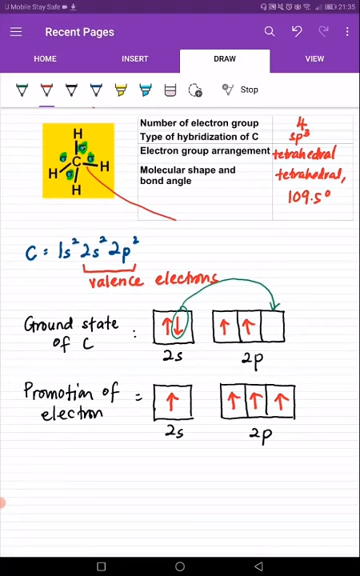 U Mobile Stay Safe
21:35
Recent Pages
HOME INSERT DRAW VIEW
Stop
H
H C H
H
σ σ σ σ
Number of electron group 4
Type of hybridization of C sp³
Electron group arrangement tetrahedral
Molecular shape and bond angle tetrahedral, 109.5°
C = 1s² 2s² 2p²
valence electrons
Ground state of C : ↑↓ ↑ ↑
2s 2p
Promotion of electron = ↑ ↑ ↑ ↑
2s 2p